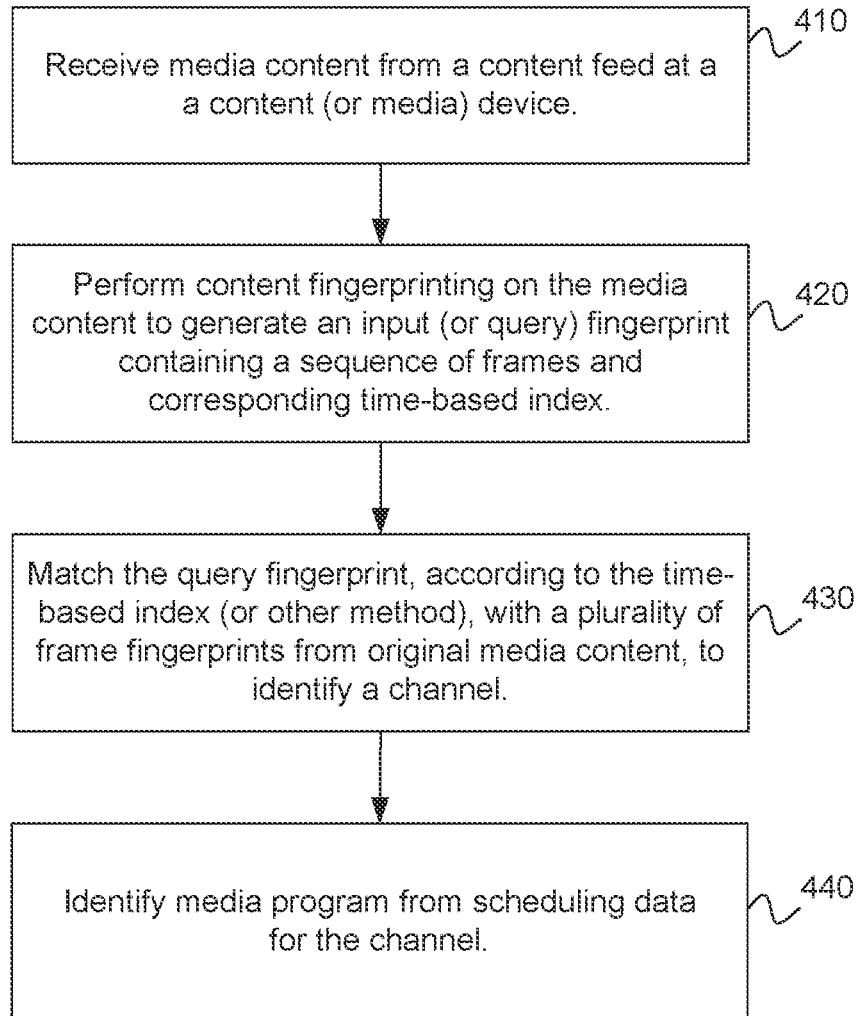 410
Receive media content from a content feed at a
a content (or media) device.
420
Perform content fingerprinting on the media
content to generate an input (or query) fingerprint
containing a sequence of frames and
corresponding time-based index.
430
Match the query fingerprint, according to the time-
based index (or other method), with a plurality of
frame fingerprints from original media content, to
identify a channel.
440
Identify media program from scheduling data
for the channel.